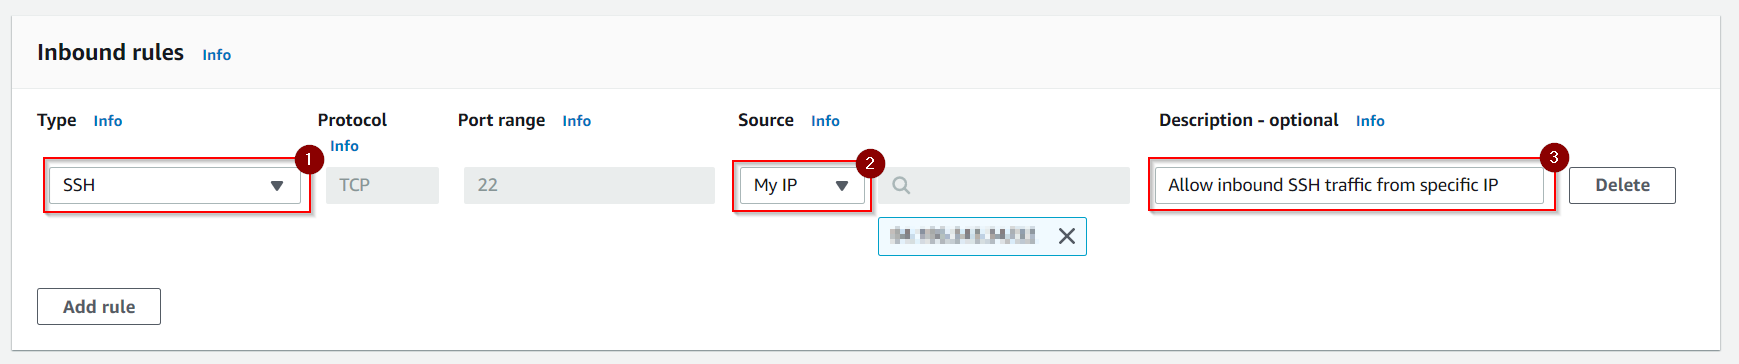 Inbound rules Info
Type Info Protocol Info Port range Info Source Info Description - optional Info
1 2 3
SSH TCP 22 My IP Allow inbound SSH traffic from specific IP Delete
Add rule